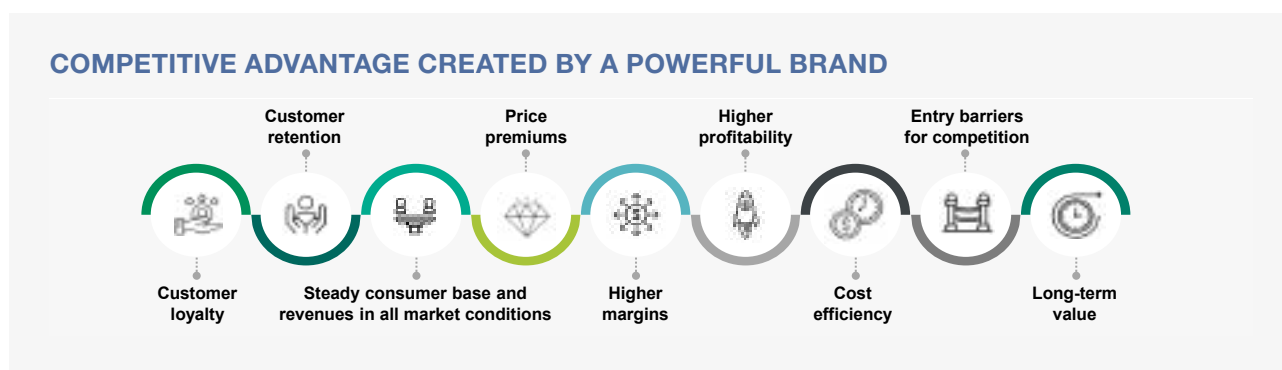 COMPETITIVE ADVANTAGE CREATED BY A POWERFUL BRAND
Customer
retention
Price
premiums
Higher
profitability
Entry barriers
for competition
Customer
loyalty
Steady consumer base and
revenues in all market conditions
Higher
margins
Cost
efficiency
Long-term
value